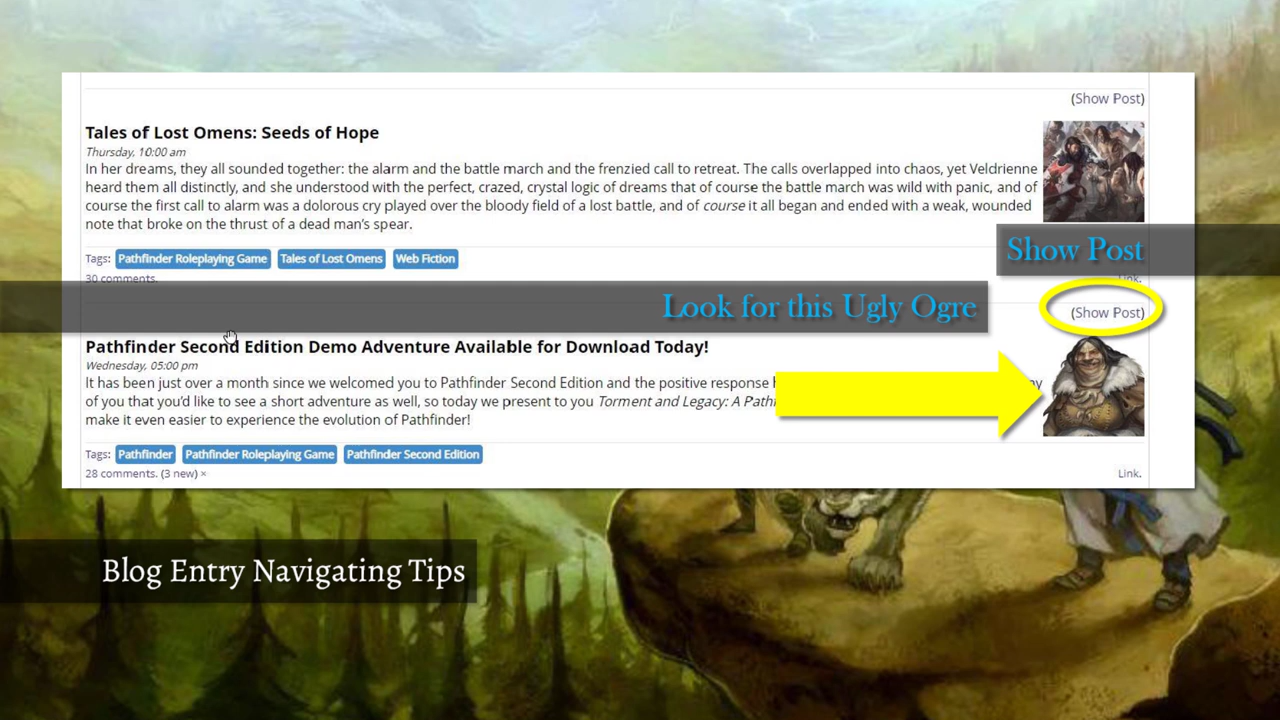 (Show Post)
Tales of Lost Omens: Seeds of Hope
Thursday, 10:00 am
In her dreams, they all sounded together: the alarm and the battle march and the frenzied call to retreat. The calls overlapped into chaos, yet Veldrienne
heard them all distinctly, and she understood with the perfect, crazed, crystal logic of dreams that of course the battle march was wild with panic, and of
course the first call to alarm was a dolorous cry played over the bloody field of a lost battle, and of course it all began and ended with a weak, wounded
note that broke on the thrust of a dead man's spear.
Show Post
Tags: Pathfinder Roleplaying Game Tales of Lost Omens Web Fiction
30 comments. Link.
Look for this Ugly Ogre
(Show Post)
Pathfinder Second Edition Demo Adventure Available for Download Today!
Wednesday, 05:00 pm
It has been just over a month since we welcomed you to Pathfinder Second Edition and the positive response
of you that you'd like to see a short adventure as well, so today we present to you Torment and Legacy: A
make it even easier to experience the evolution of Pathfinder!
Tags: Pathfinder Pathfinder Roleplaying Game Pathfinder Second Edition
28 comments. (3 new) × Link.
Blog Entry Navigating Tips